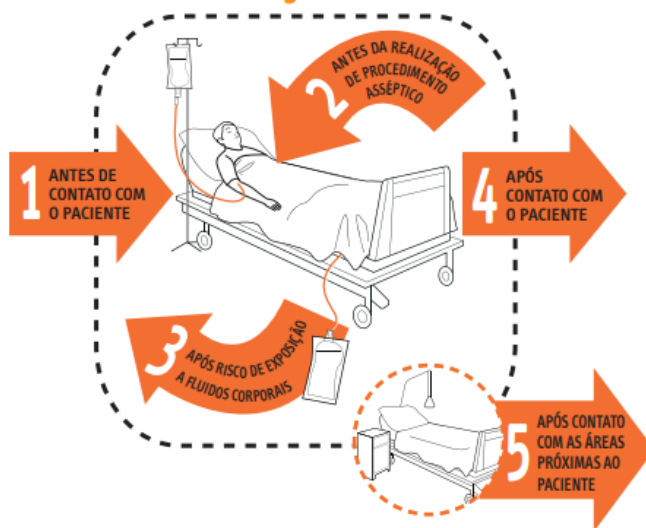 1
ANTES DE
CONTATO COM
O PACIENTE
2
ANTES DA REALIZAÇÃO
DE PROCEDIMENTO
ASSÉPTICO
3
APÓS RISCO DE EXPOSIÇÃO
A FLUIDOS CORPORAIS
4
APÓS
CONTATO COM
O PACIENTE
5
APÓS CONTATO
COM AS ÁREAS
PRÓXIMAS AO
PACIENTE